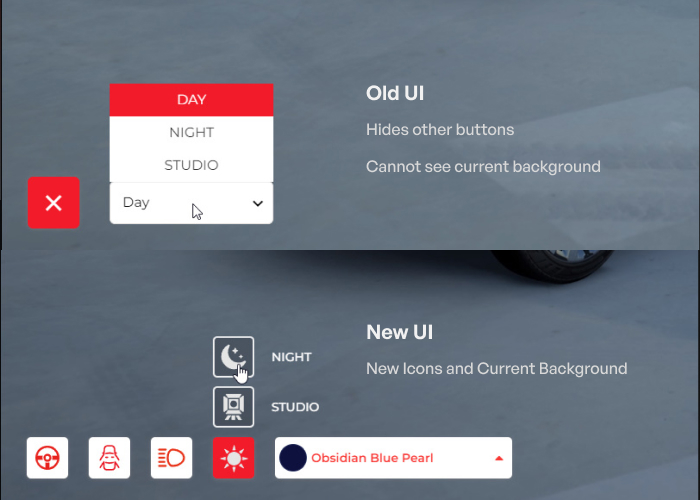 DAY
NIGHT
STUDIO
Day
Old UI
Hides other buttons
Cannot see current background
New UI
New Icons and Current Background
NIGHT
STUDIO
Obsidian Blue Pearl